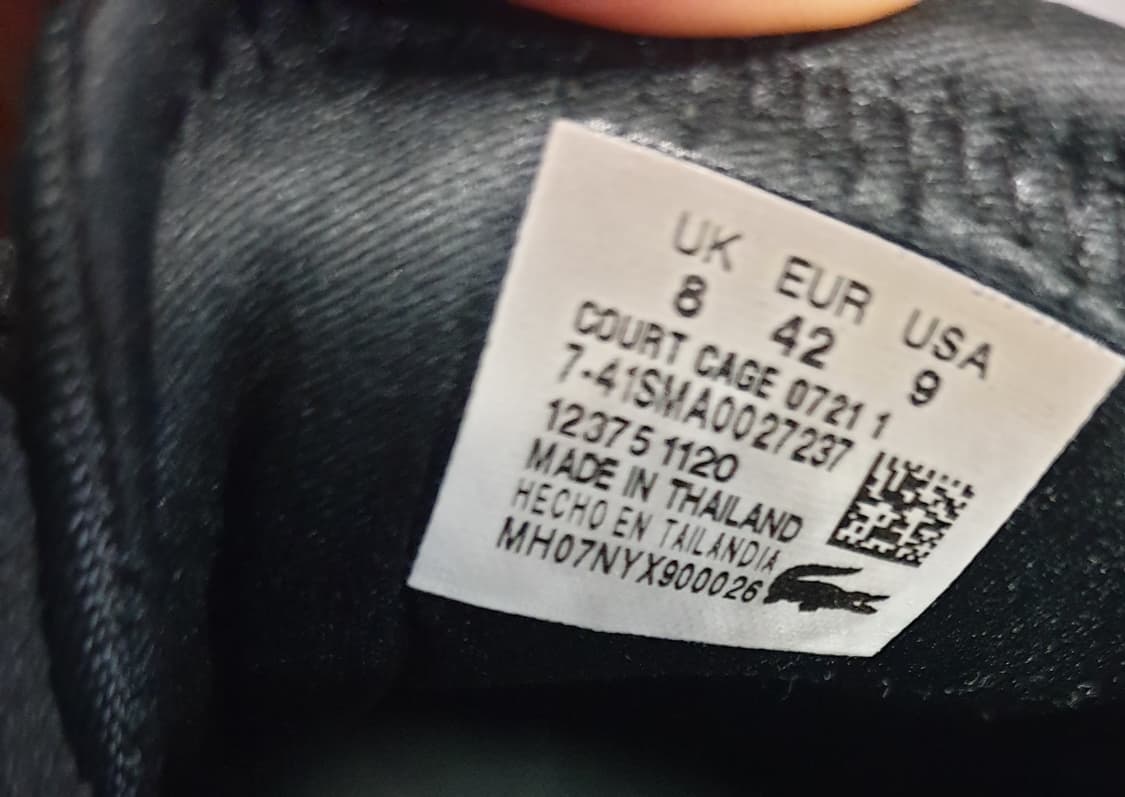 UK EUR USA
8 42 9
COURT CAGE 0721 1
7-41SMA0027237
12375 1120
MADE IN THAILAND
HECHO EN TAILANDIA
MH07NYX900026